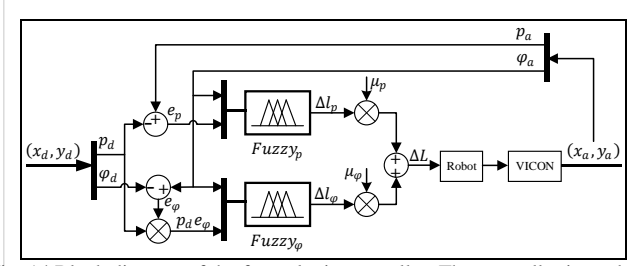 p_a
φ_a
μ_p
e_p
Δl_p
(x_d, y_d)
p_d
Fuzzy_p
(x_a, y_a)
φ_d
ΔL
Robot
VICON
μ_φ
e_φ
p_d e_φ
Δl_φ
Fuzzy_φ